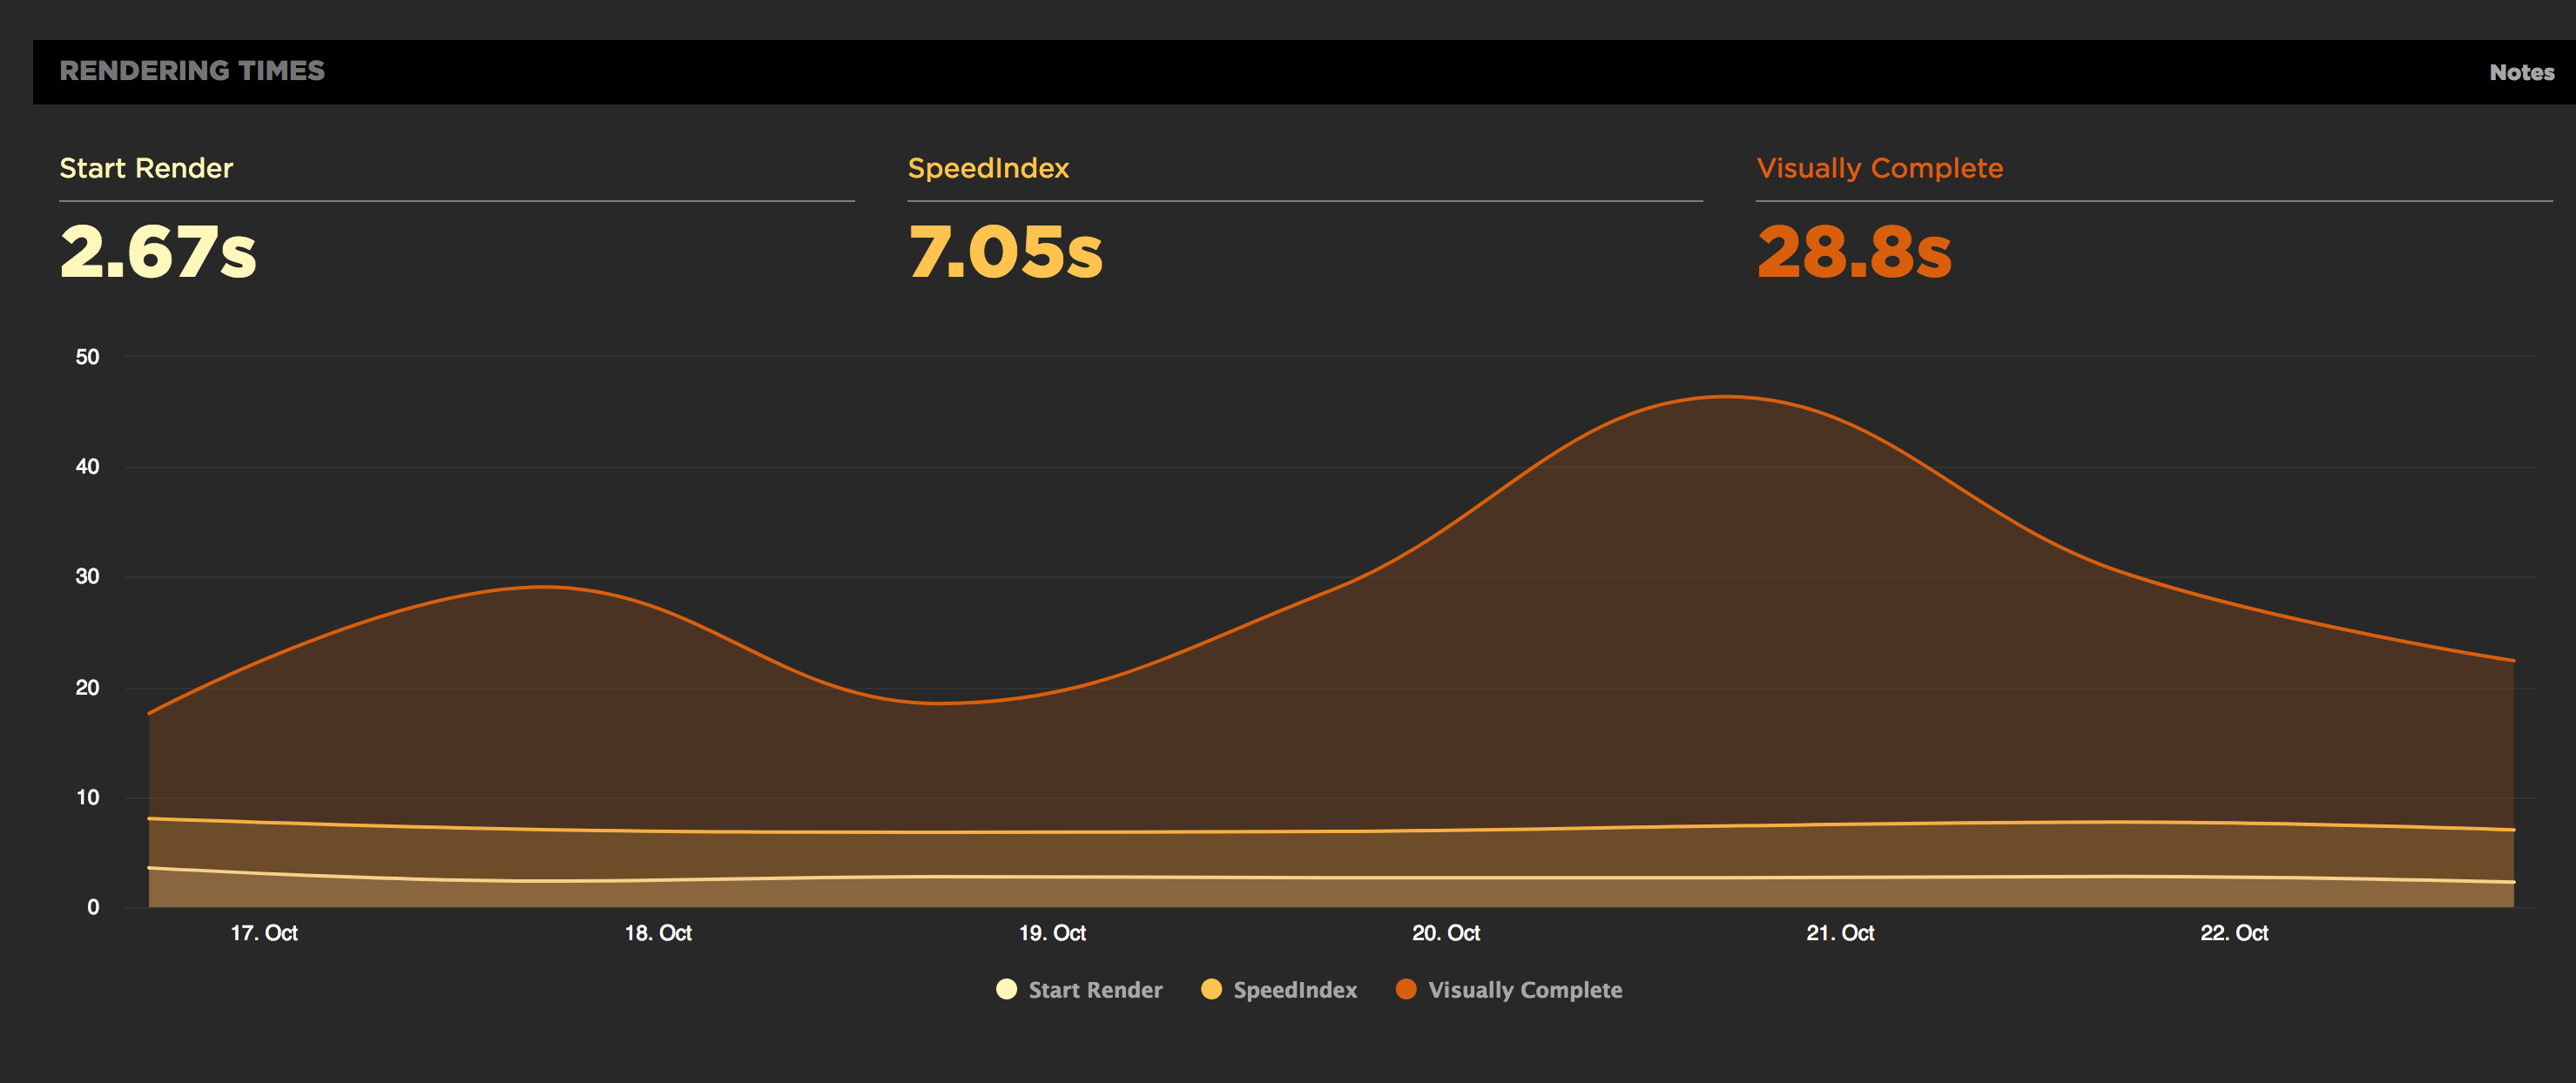 RENDERING TIMES Notes
Start Render SpeedIndex Visually Complete
2.67s 7.05s 28.8s
50
40
30
20
10
0
17. Oct 18. Oct 19. Oct 20. Oct 21. Oct 22. Oct
Start Render SpeedIndex Visually Complete